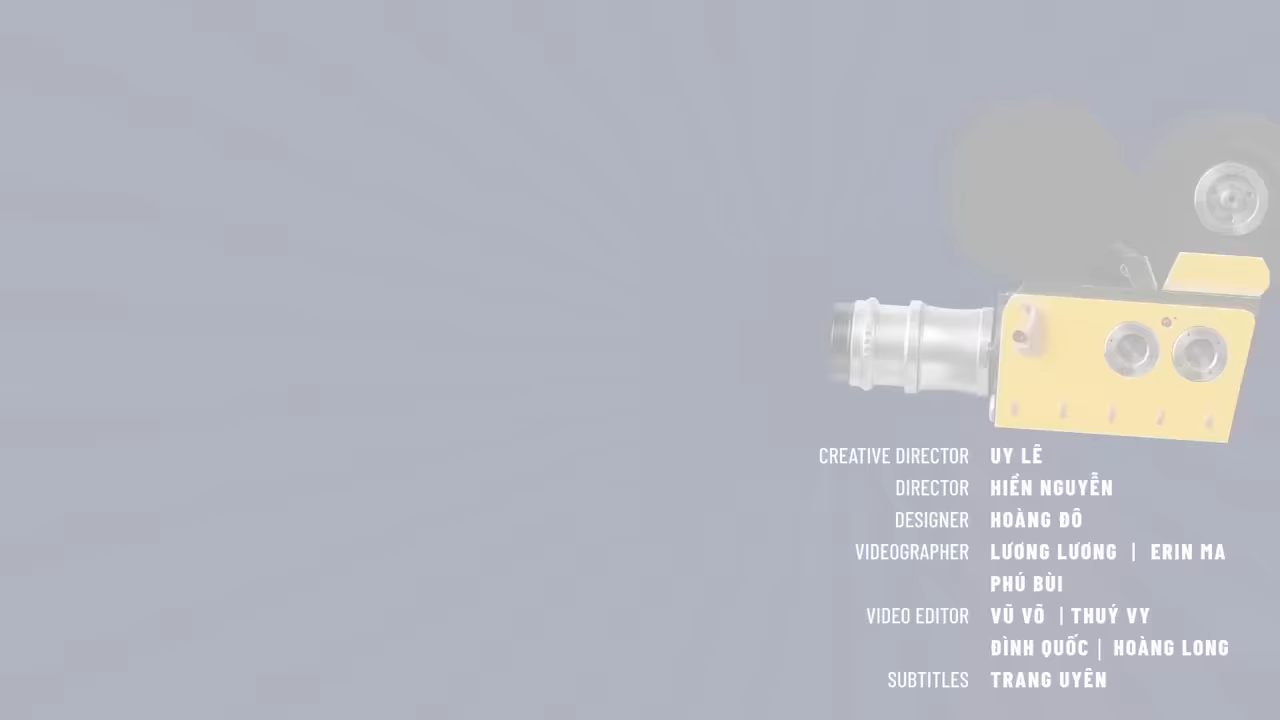 CREATIVE DIRECTOR UY LÊ
DIRECTOR HIỀN NGUYỄN
DESIGNER HOÀNG ĐÔ
VIDEOGRAPHER LƯƠNG LƯƠNG | ERIN MA
PHÚ BÙI
VIDEO EDITOR VŨ VÕ | THUÝ VY
ĐÌNH QUỐC | HOÀNG LONG
SUBTITLES TRANG UYÊN